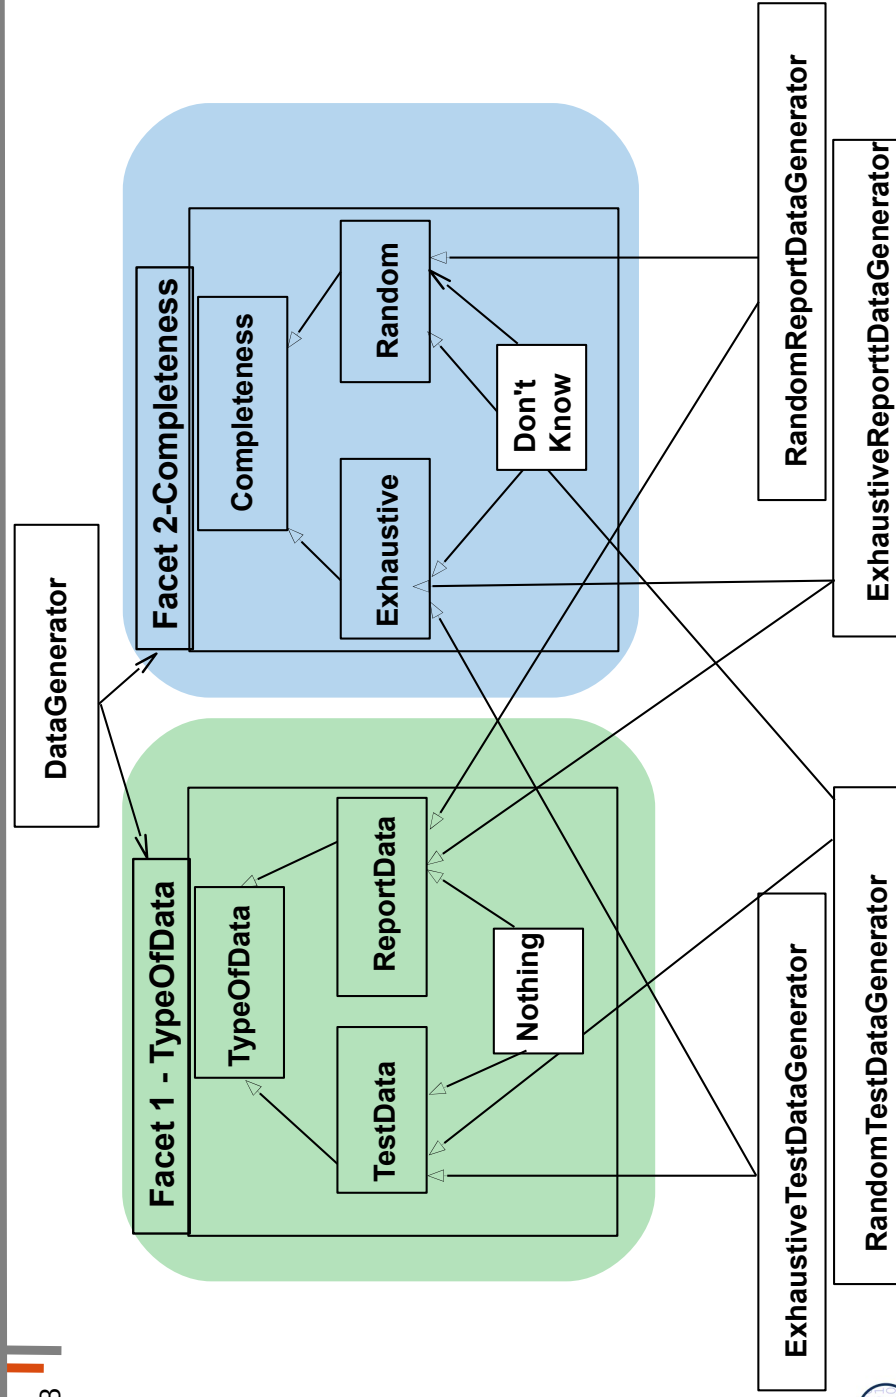 3
DataGenerator
Facet 1 - TypeOfData
Facet 2-Completeness
TypeOfData
Completeness
TestData
ReportData
Exhaustive
Random
Nothing
Don't
Know
ExhaustiveTestDataGenerator
RandomReportDataGenerator
RandomTestDataGenerator
ExhaustiveReporttDataGenerator